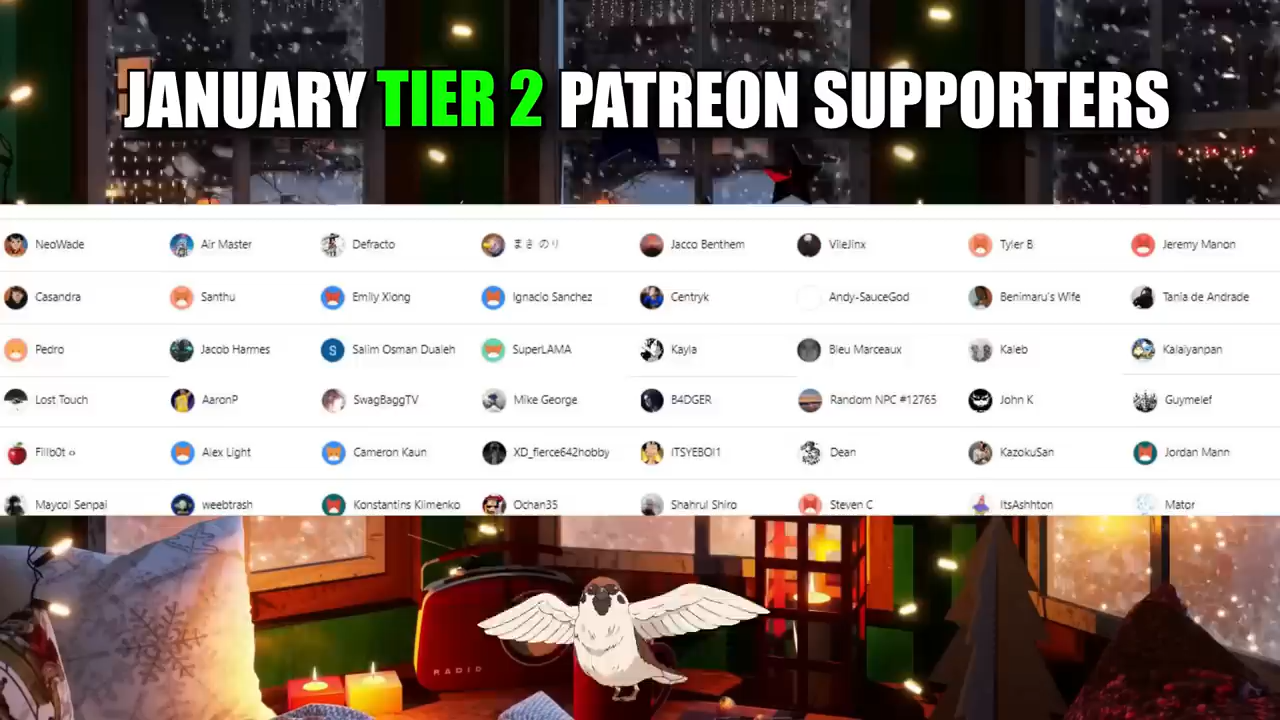 JANUARY TIER 2 PATREON SUPPORTERS
NeoWade Air Master Defracto まき のり Jacco Benthem VileJinx Tyler B Jeremy Manon
Casandra Santhu Emily Xiong Ignacio Sanchez Centryk Andy-SauceGod Benimaru's Wife Tania de Andrade
Pedro Jacob Harmes S Salim Osman Dualeh SuperLAMA Kayla Bleu Marceaux Kaleb Kalaiyanpan
Lost Touch AaronP SwagBaggTV Mike George B4DGER Random NPC #12765 John K Guymelef
Fillb0t Alex Light Cameron Kaun XD_fierce642hobby ITSYEBOI1 Dean KazokuSan Jordan Mann
Maycol Senpai weebtrash Konstantins Klimenko Ochan35 Shahrul Shiro Steven C ItsAshhton Mator
RADIO